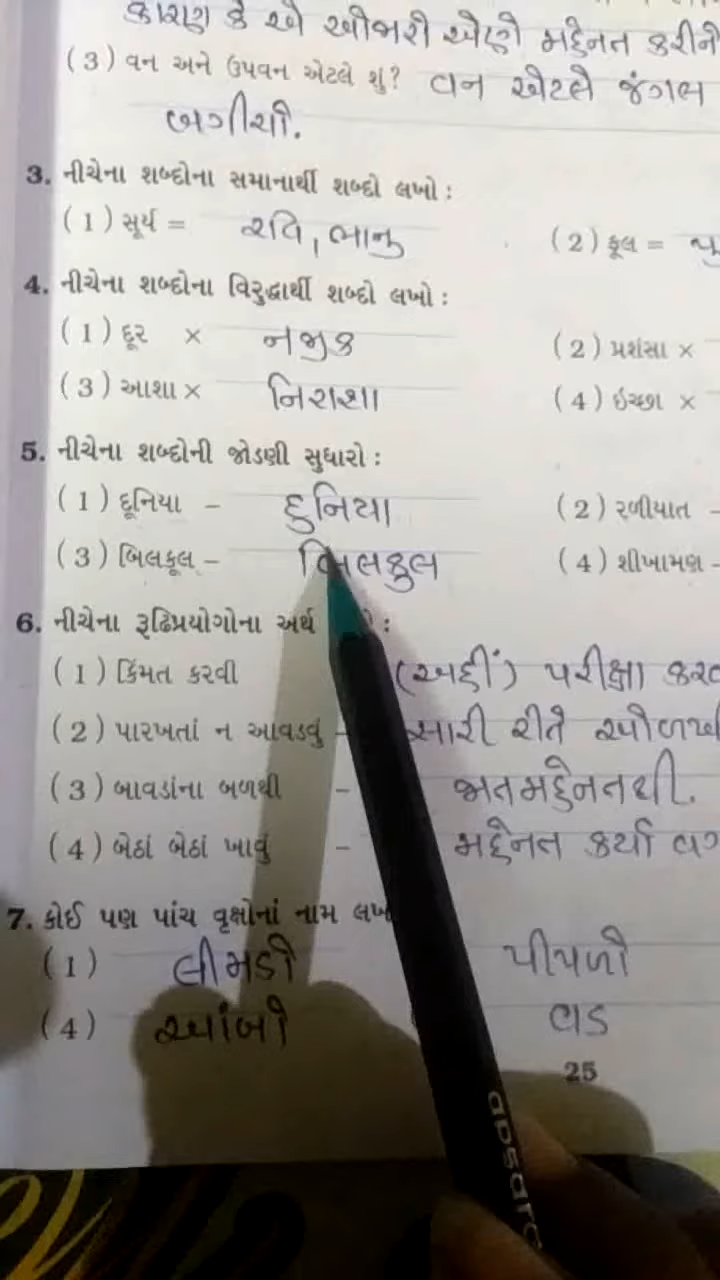 કારણ કે એ ઓજારો એણે મહેનત કરીને
(3) વન અને ઉપવન એટલે શું? વન એટલે જંગલ
બગીચો.
3. નીચેના શબ્દોના સમાનાર્થી શબ્દો લખો :
(1) સૂર્ય = રવિ, ભાનુ (2) ફૂલ =
4. નીચેના શબ્દોના વિરુદ્ધાર્થી શબ્દો લખો :
(1) દૂર × નજીક (2) પ્રશંસા ×
(3) આશા × નિરાશા (4) ઇચ્છા ×
5. નીચેના શબ્દોની જોડણી સુધારો :
(1) દૂનિયા – દુનિયા (2) રળીયાત –
(3) બિલકૂલ – બિલકુલ (4) શીખામણ –
6. નીચેના રૂઢિપ્રયોગોના અર્થ :
(1) કિંમત કરવી (અહીં) પરીક્ષા
(2) પારખતાં ન આવડવું – સારી રીતે
(3) બાવડાંના બળથી – જાતમહેનતથી.
(4) બેઠાં બેઠાં ખાવું – મહેનત કર્યા
7. કોઈ પણ પાંચ વૃક્ષોનાં નામ
(1) લીમડો પીપળો
(4) આંબો વડ
25
apsara